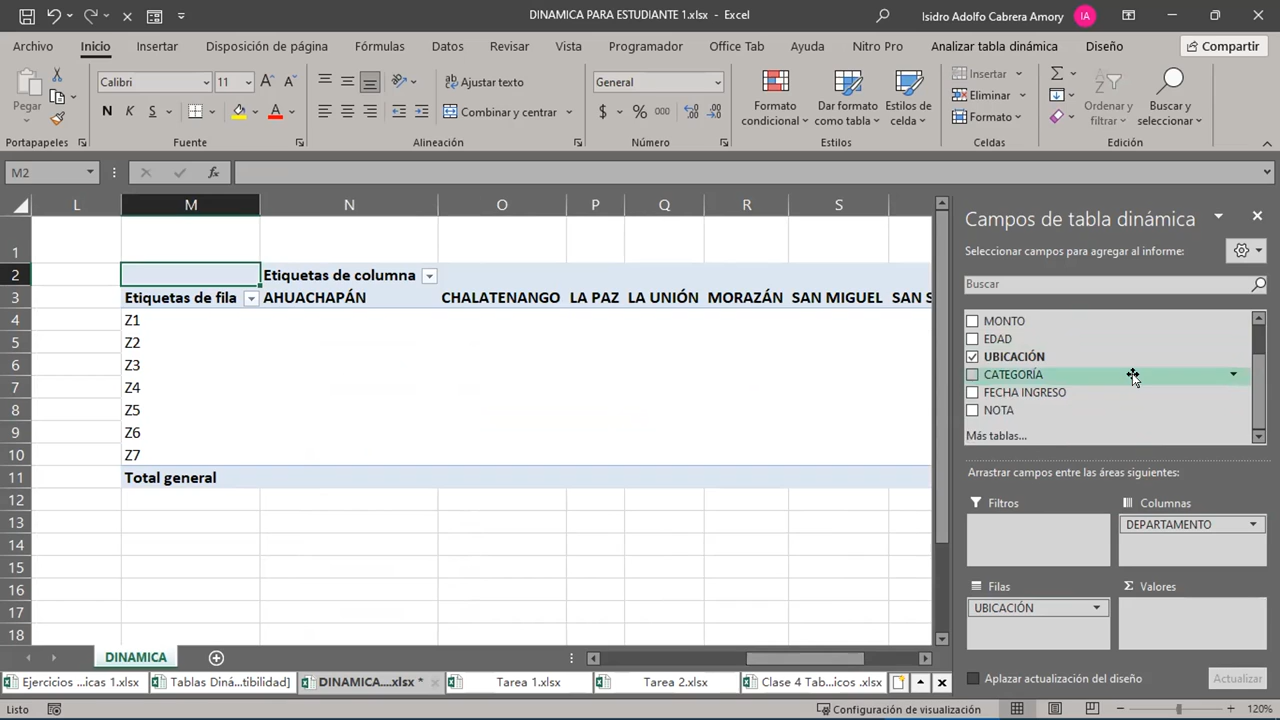 DINAMICA PARA ESTUDIANTE 1.xlsx - Excel
Isidro Adolfo Cabrera Amory
IA
Archivo Inicio Insertar Disposición de página Fórmulas Datos Revisar Vista Programador Office Tab Ayuda Nitro Pro Analizar tabla dinámica Diseño Compartir
Pegar
Calibri 11
N K S
Ajustar texto
Combinar y centrar
General
$ % 000
Formato condicional
Dar formato como tabla
Estilos de celda
Insertar
Eliminar
Formato
Ordenar y filtrar
Buscar y seleccionar
Portapapeles Fuente Alineación Número Estilos Celdas Edición
M2
fx
L M N O P Q R S
1
2 Etiquetas de columna
3 Etiquetas de fila AHUACHAPÁN CHALATENANGO LA PAZ LA UNIÓN MORAZÁN SAN MIGUEL SAN S
4 Z1
5 Z2
6 Z3
7 Z4
8 Z5
9 Z6
10 Z7
11 Total general
12
13
14
15
16
17
18
Campos de tabla dinámica
Seleccionar campos para agregar al informe:
Buscar
MONTO
EDAD
UBICACIÓN
CATEGORÍA
FECHA INGRESO
NOTA
Más tablas...
Arrastrar campos entre las áreas siguientes:
Filtros Columnas
DEPARTAMENTO
Filas Valores
UBICACIÓN
Aplazar actualización del diseño Actualizar
DINAMICA
Ejercicios ...icas 1.xlsx Tablas Diná...tibilidad] DINAMICA....xlsx * Tarea 1.xlsx Tarea 2.xlsx Clase 4 Tab...icos .xlsx
Listo Configuración de visualización 120%